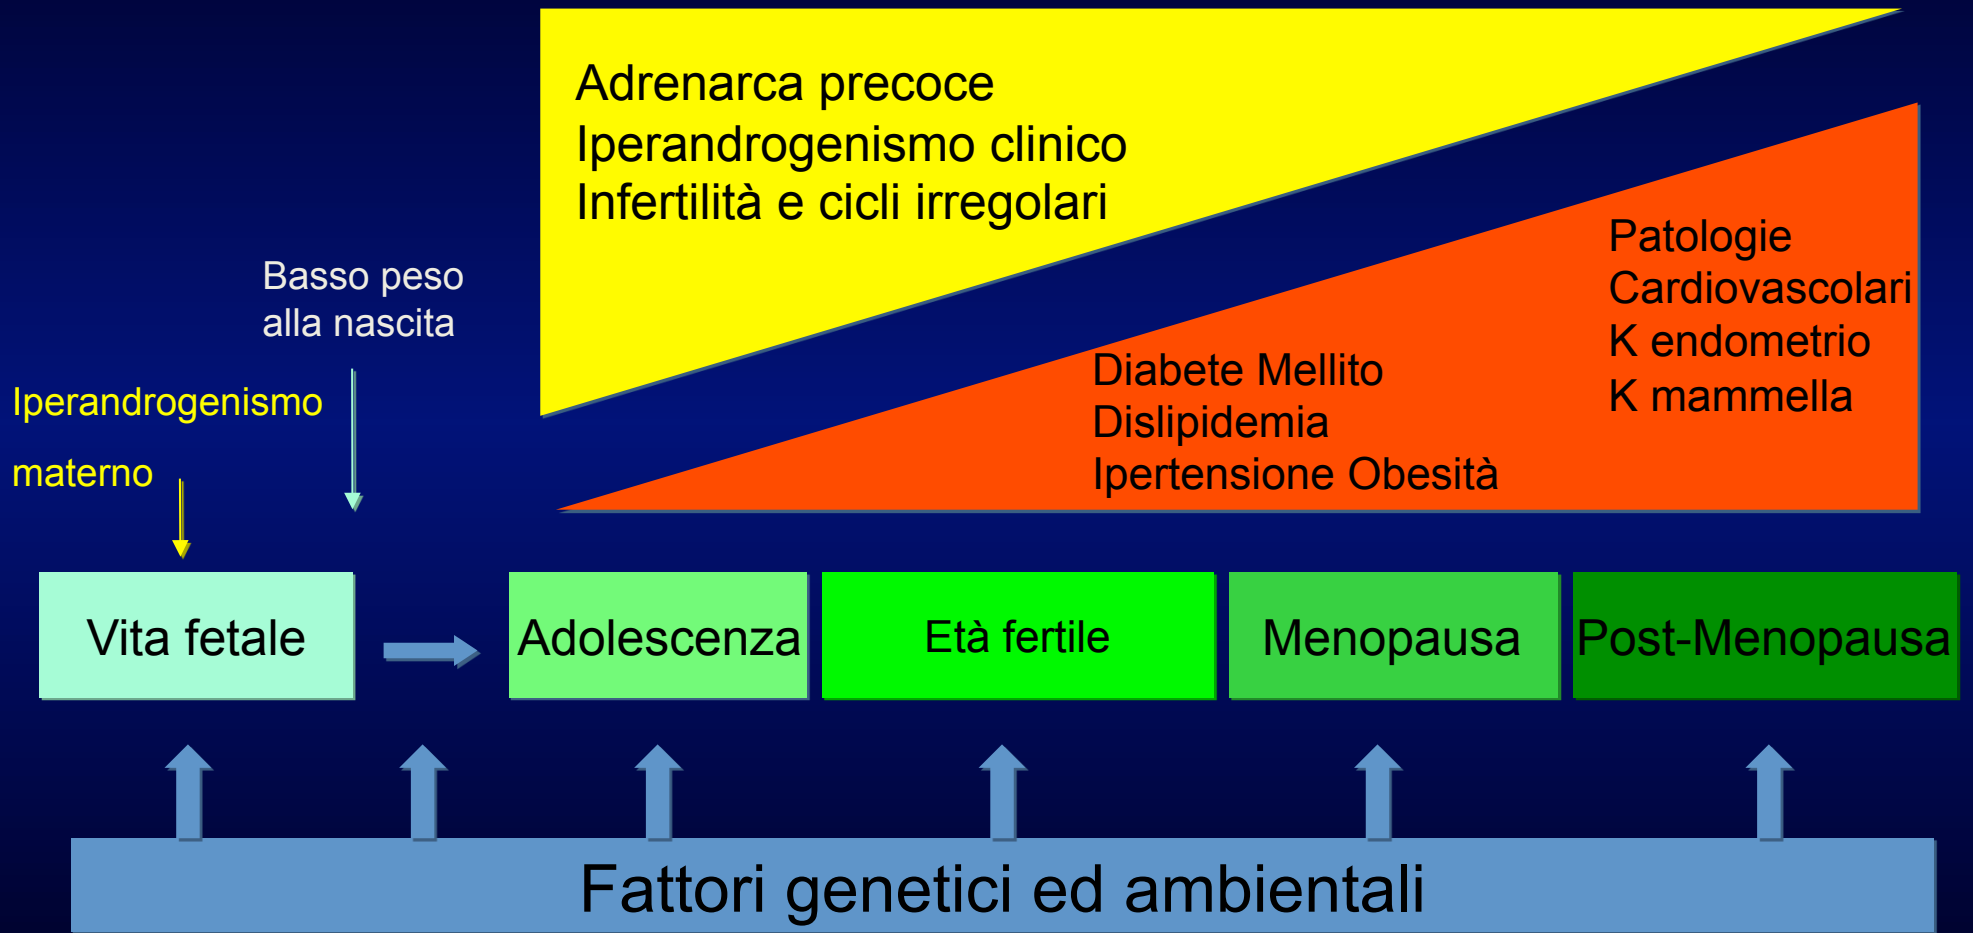 Adrenarca precoce
Iperandrogenismo clinico
Infertilità e cicli irregolari
Basso peso
alla nascita
Iperandrogenismo
materno
Patologie
Cardiovascolari
K endometrio
K mammella
Diabete Mellito
Dislipidemia
Ipertensione Obesità
Vita fetale
Adolescenza
Età fertile
Menopausa
Post-Menopausa
Fattori genetici ed ambientali